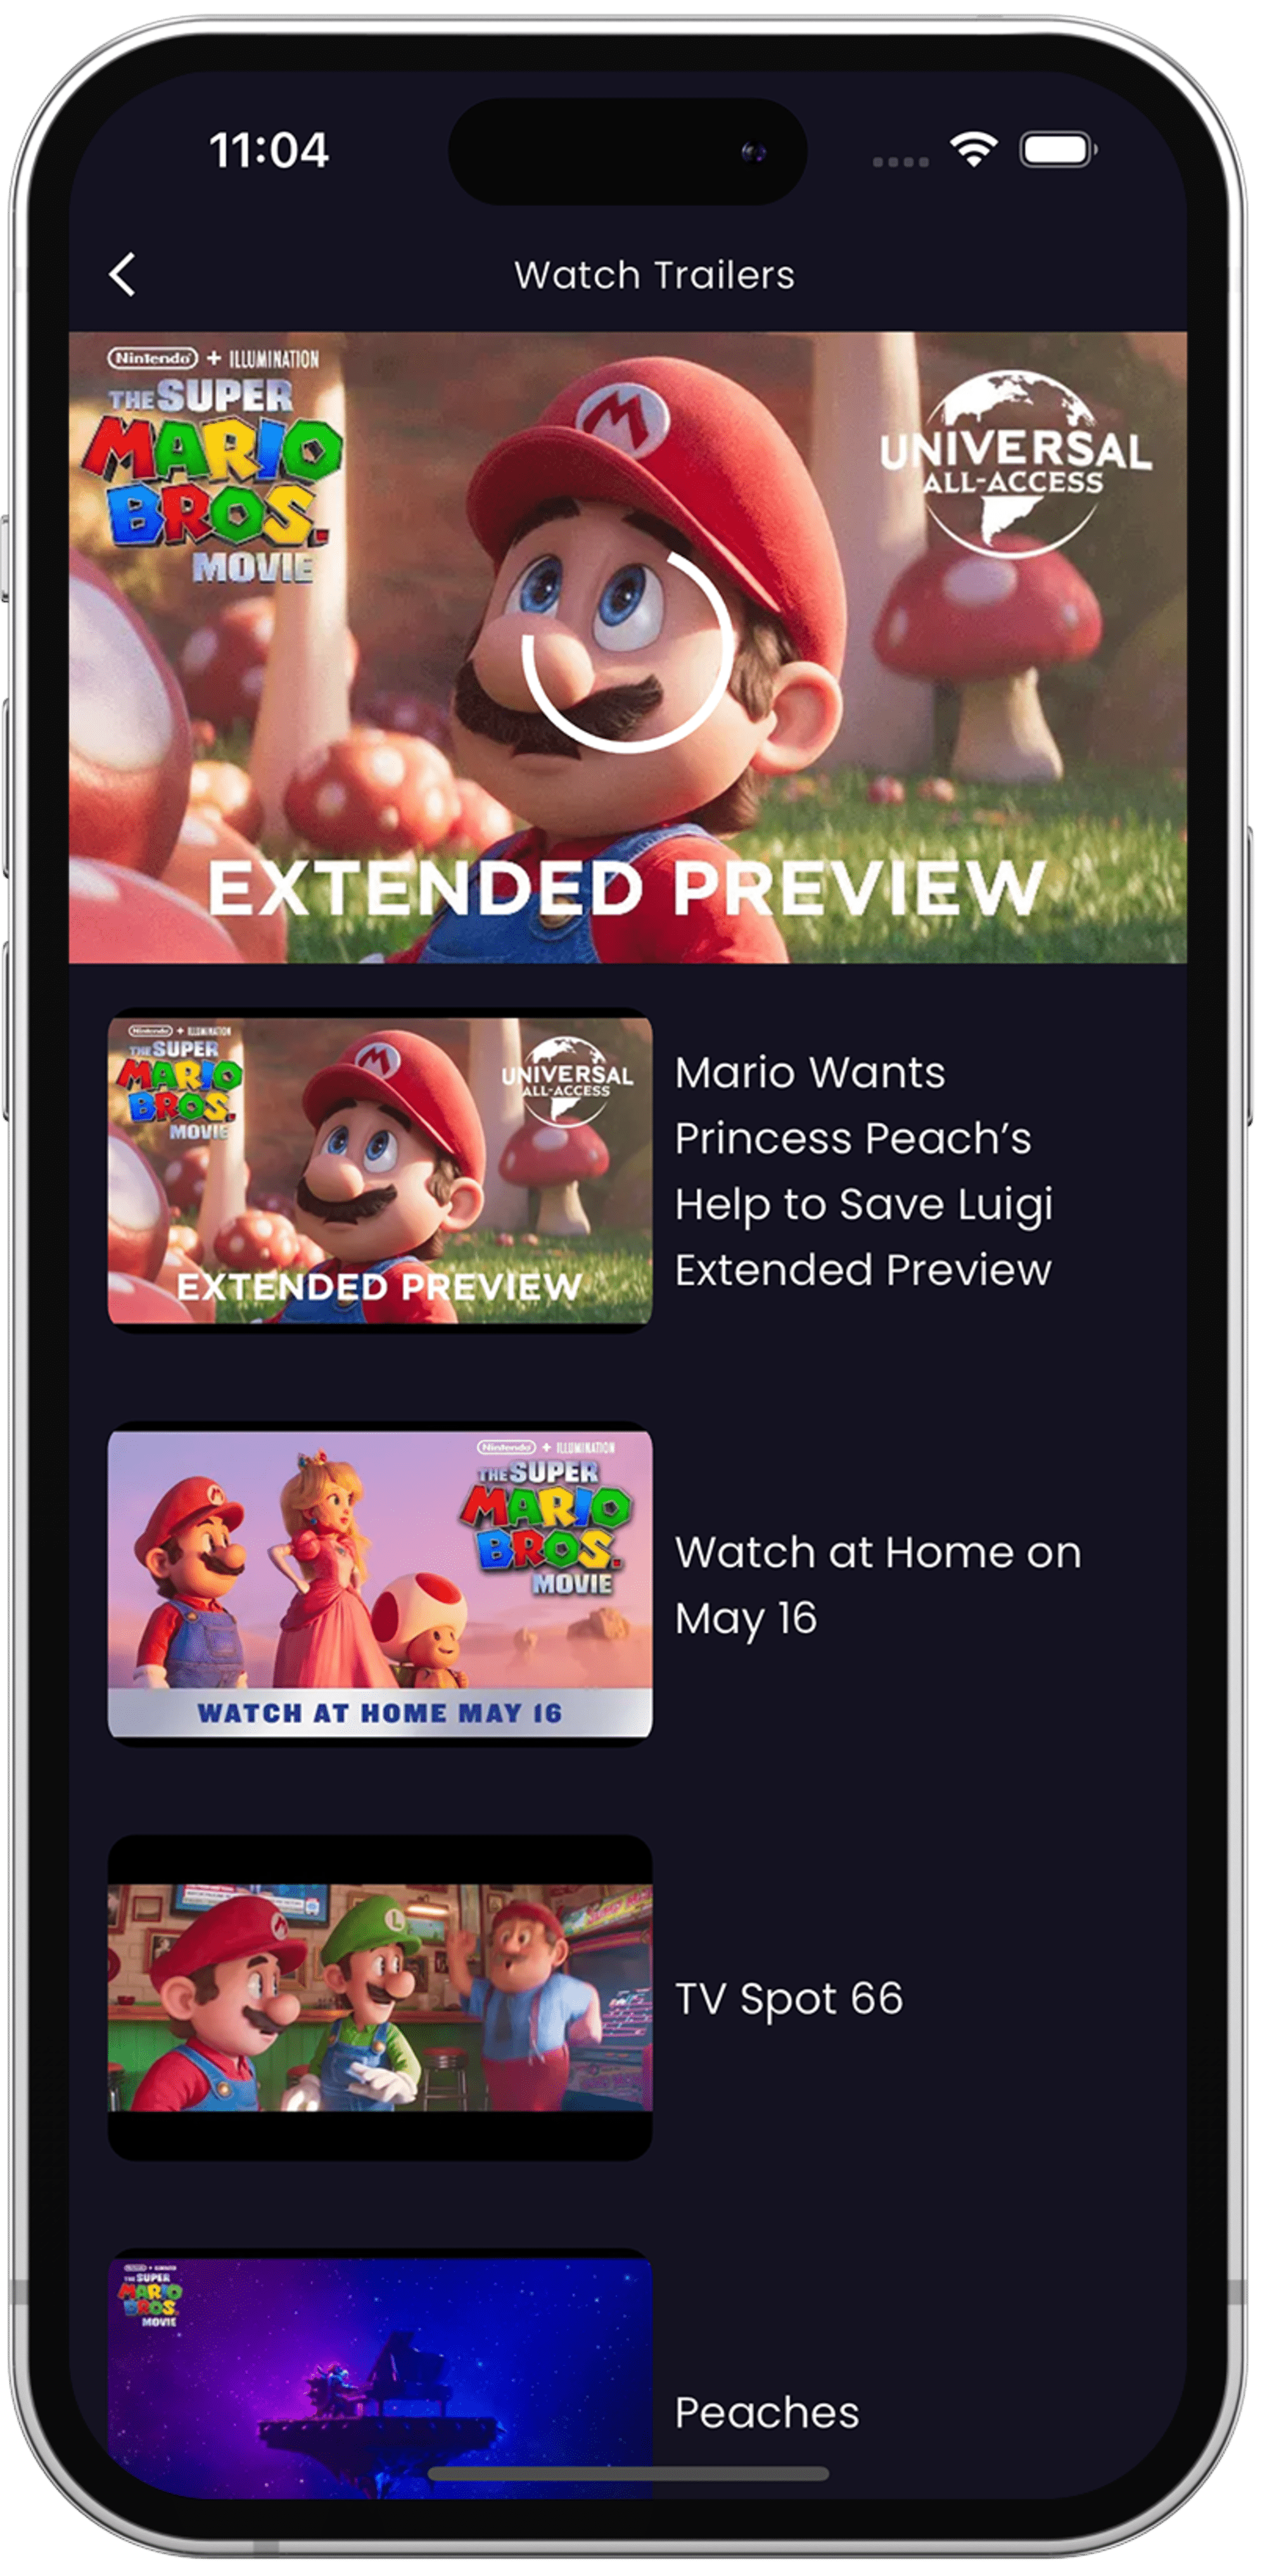 11:04
Watch Trailers
Nintendo + ILLUMINATION
THE SUPER
MARIO
BROS.
MOVIE
UNIVERSAL
ALL-ACCESS
EXTENDED PREVIEW
Nintendo + ILLUMINATION
THE SUPER
MARIO
BROS.
MOVIE
UNIVERSAL
ALL-ACCESS
EXTENDED PREVIEW
Mario Wants
Princess Peach’s
Help to Save Luigi
Extended Preview
Nintendo + ILLUMINATION
THE SUPER
MARIO
BROS.
MOVIE
WATCH AT HOME MAY 16
Watch at Home on
May 16
L
TV Spot 66
THE SUPER
MARIO
BROS.
MOVIE
Peaches